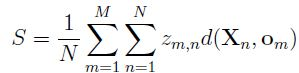 $S = \frac{1}{N} \sum_{m=1}^{M} \sum_{n=1}^{N} z_{m,n} d(\mathbf{X}_n, \mathbf{o}_m)$